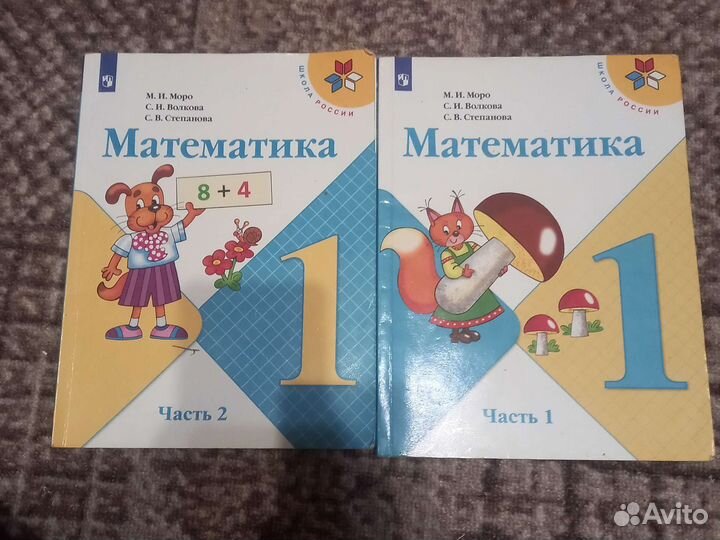 М. И. Моро
С. И. Волкова
С. В. Степанова
Математика
ШКОЛА РОССИИ
8 + 4
1
Часть 2
М. И. Моро
С. И. Волкова
С. В. Степанова
Математика
ШКОЛА РОССИИ
1
Часть 1
Avito